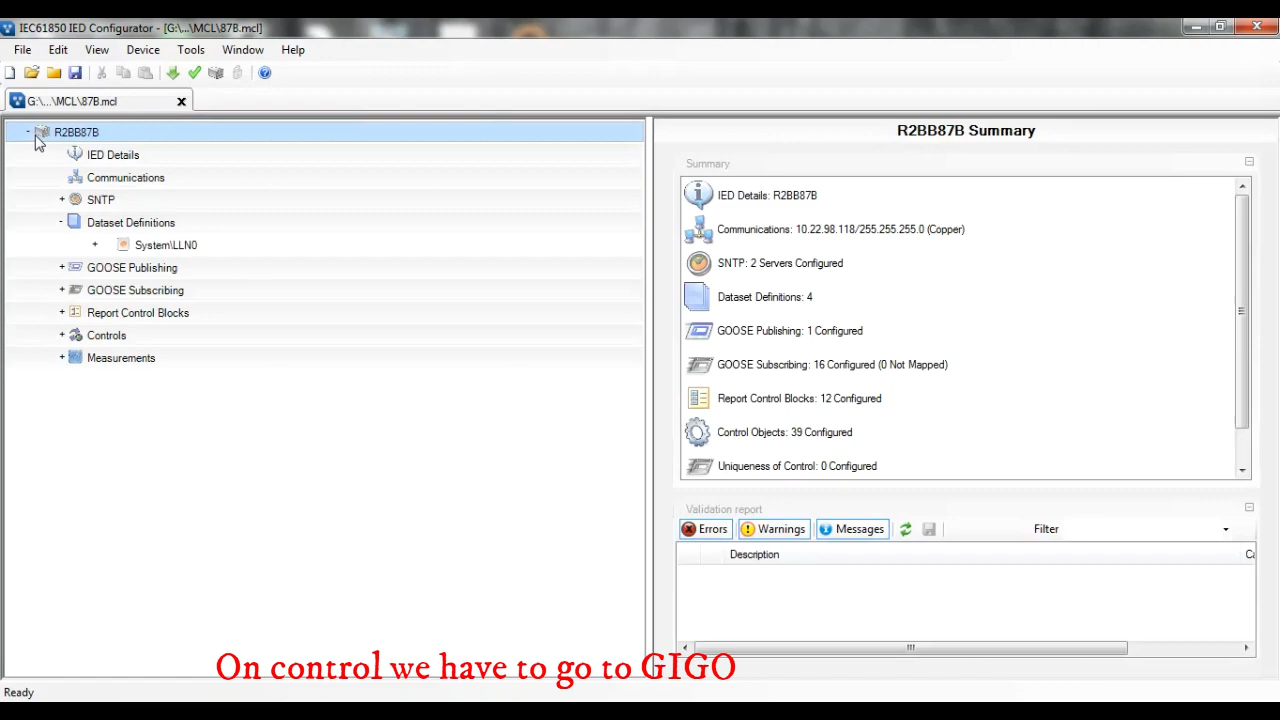 IEC61850 IED Configurator - [G:\...\MCL\87B.mcl]
File Edit View Device Tools Window Help
G:\...\MCL\87B.mcl
R2BB87B
IED Details
Communications
SNTP
Dataset Definitions
System\LLN0
GOOSE Publishing
GOOSE Subscribing
Report Control Blocks
Controls
Measurements
R2BB87B Summary
Summary
IED Details: R2BB87B
Communications: 10.22.98.118/255.255.255.0 (Copper)
SNTP: 2 Servers Configured
Dataset Definitions: 4
GOOSE Publishing: 1 Configured
GOOSE Subscribing: 16 Configured (0 Not Mapped)
Report Control Blocks: 12 Configured
Control Objects: 39 Configured
Uniqueness of Control: 0 Configured
Validation report
Errors Warnings Messages Filter
Description
On control we have to go to GIGO
Ready